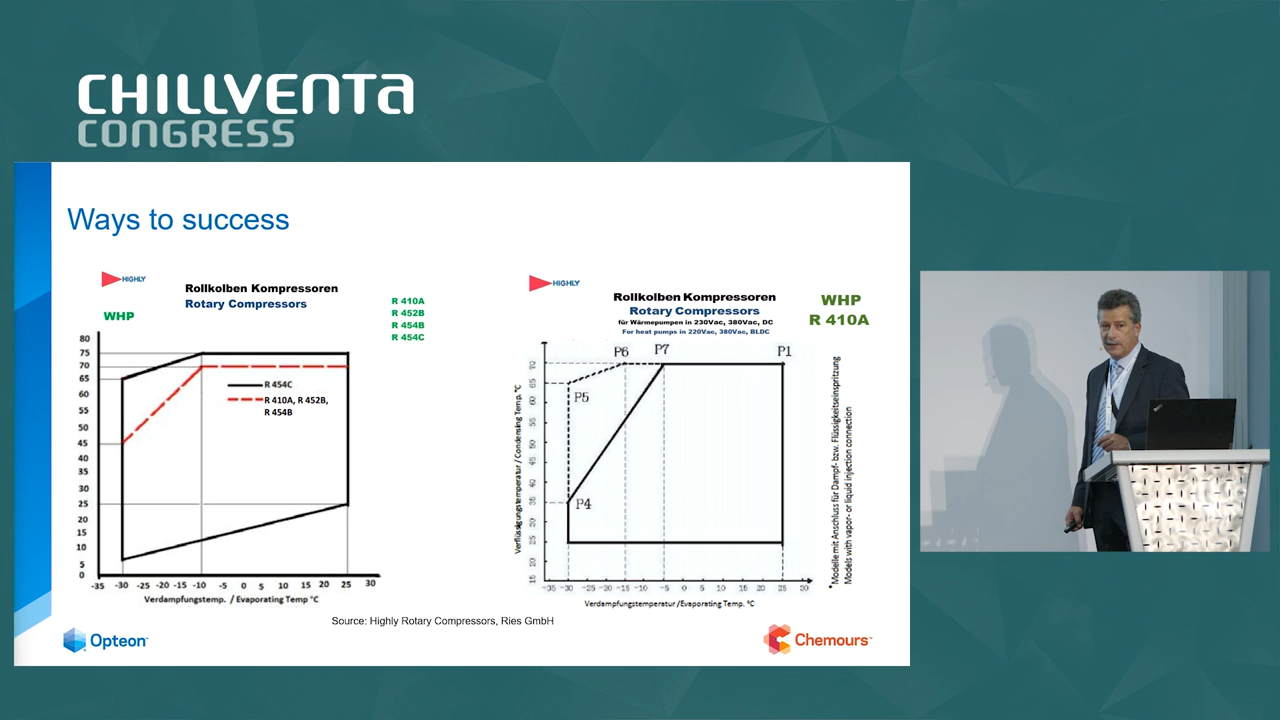 CHILLVENTA
CONGRESS
Ways to success
HIGHLY
Rollkolben Kompressoren
Rotary Compressors
WHP
R 410A
R 452B
R 454B
R 454C
80
75
70
65
60
55
50
45
40
35
30
25
20
15
10
5
0
R 454C
R 410A, R 452B,
R 454B
-35 -30 -25 -20 -15 -10 -5 0 5 10 15 20 25 30
Verdampfungstemp. / Evaporating Temp °C
HIGHLY
Rollkolben Kompressoren
Rotary Compressors
für Wärmepumpen in 230Vac, 380Vac, DC
For heat pumps in 220Vac, 380Vac, BLDC
WHP
R 410A
Verflüssigungstemperatur / Condensing Temp. °C
70
65
60
55
50
45
40
35
30
25
20
15
P6
P7
P1
P5
P4
-35 -30 -25 -20 -15 -10 -5 0 5 10 15 20 25 30
Verdampfungstemperatur /Evaporating Temp. °C
* Modelle mit Anschluss für Dampf- bzw. Flüssigkeitseinspritzung
Models with vapor- or liquid injection connection
Source: Highly Rotary Compressors, Ries GmbH
Opteon™
Chemours™